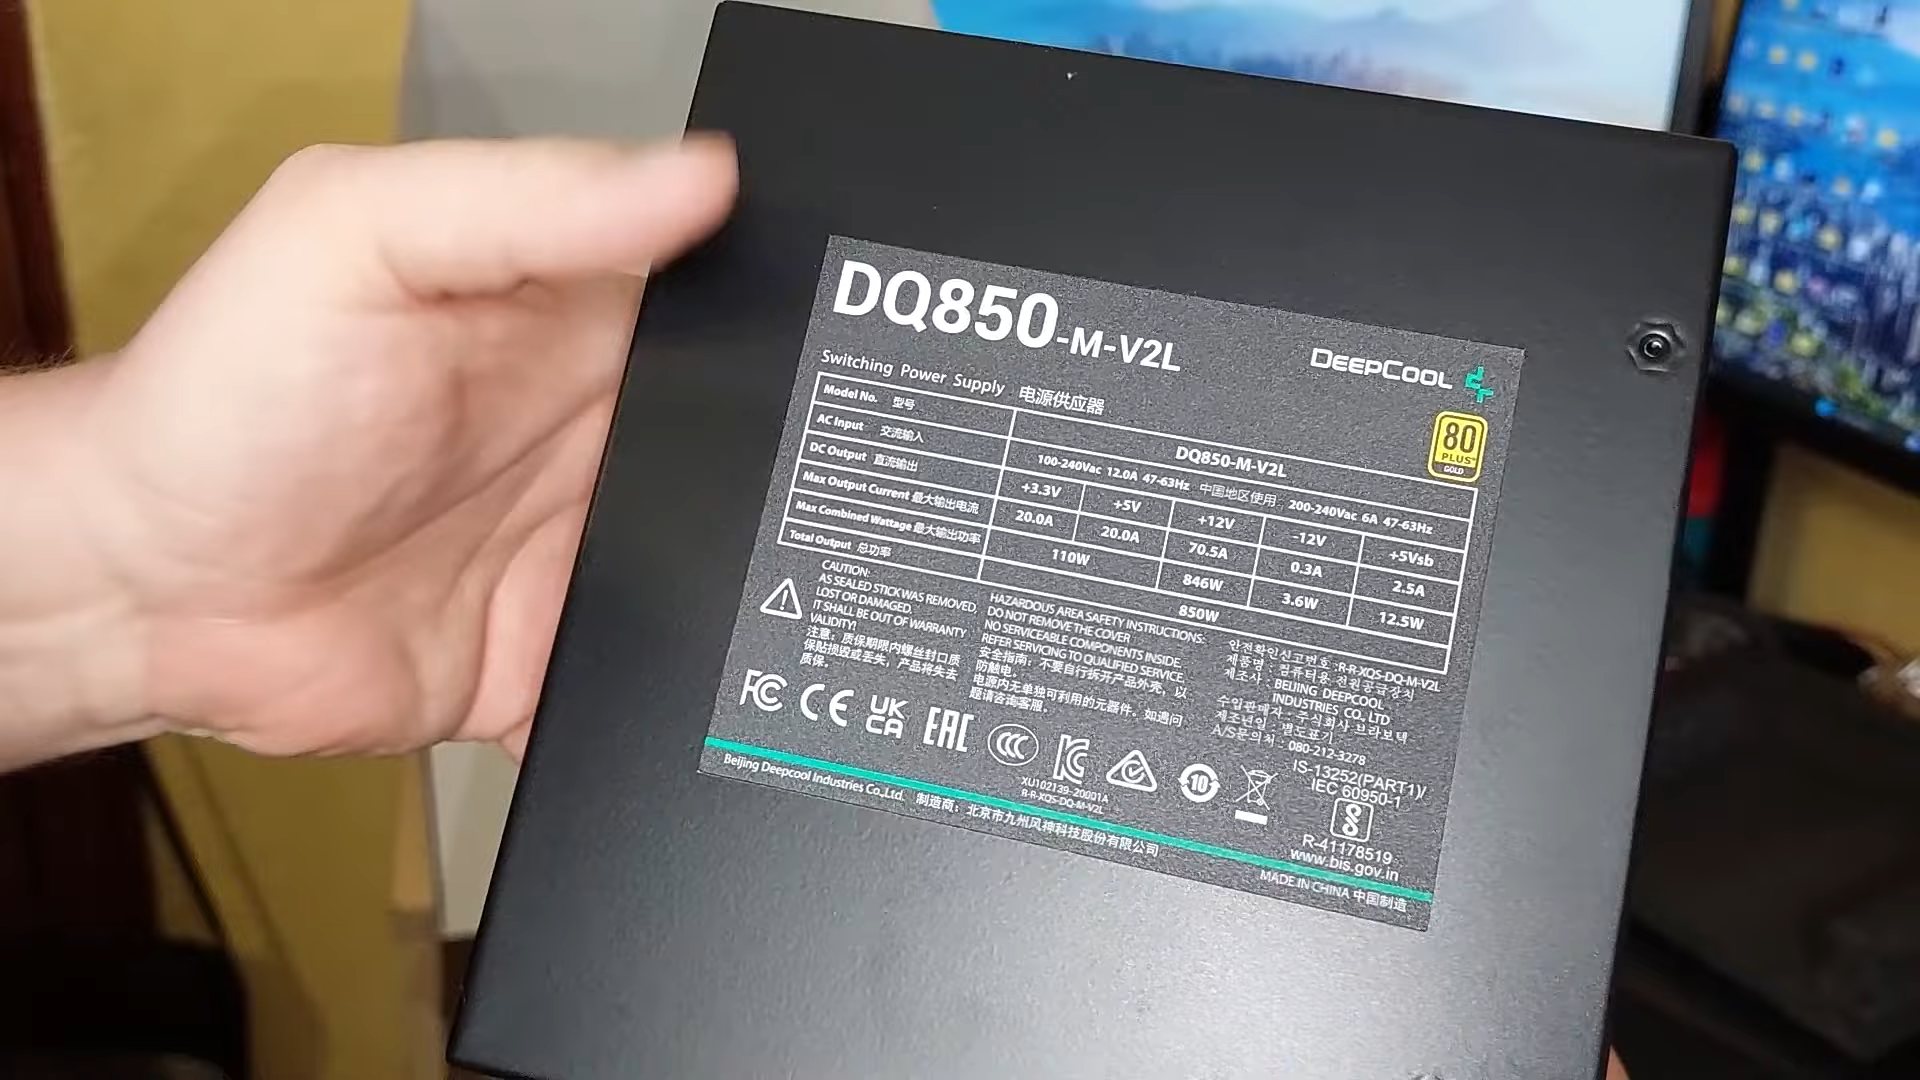 DQ850-M-V2L
DEEPCOOL
Switching Power Supply 电源供应器
80
PLUS
GOLD
Model No. 型号 DQ850-M-V2L
AC Input 交流输入 100-240Vac 12.0A 47-63Hz 中国地区使用: 200-240Vac 6A 47-63Hz
DC Output 直流输出 +3.3V +5V +12V -12V +5Vsb
Max Output Current 最大输出电流 20.0A 20.0A 70.5A 0.3A 2.5A
Max Combined Wattage 最大输出功率 110W 846W 3.6W 12.5W
Total Output 总功率 850W
CAUTION:
AS SEALED STICK WAS REMOVED,
LOST OR DAMAGED.
IT SHALL BE OUT OF WARRANTY
VALIDITY!
注意: 质保期限内螺丝封口质
保贴损毁或丢失, 产品将失去
质保。
HAZARDOUS AREA SAFETY INSTRUCTIONS:
DO NOT REMOVE THE COVER
NO SERVICEABLE COMPONENTS INSIDE,
REFER SERVICING TO QUALIFIED SERVICE,
安全指南: 不要自行拆开产品外壳, 以
防触电。
电源内无单独可利用的元器件。如遇问
题请咨询客服。
안전확인신고번호 :R-R-XQS-DQ-M-V2L
제품명 : 컴퓨터용 전원공급장치
제조사 : BEIJING DEEPCOOL
INDUSTRIES CO., LTD
수입판매자 : 주식회사 브라보텍
제조년월 : 별도표기
A/S문의처 : 080-212-3278
FC CE UK CA EAC CCC KC 10
XU102139-20001A
R-R-XQS-DQ-M-V2L
IS-13252(PART1)/
IEC 60950-1
R-41178519
www.bis.gov.in
Beijing Deepcool Industries Co.,Ltd. 制造商: 北京市九州风神科技股份有限公司
MADE IN CHINA 中国制造